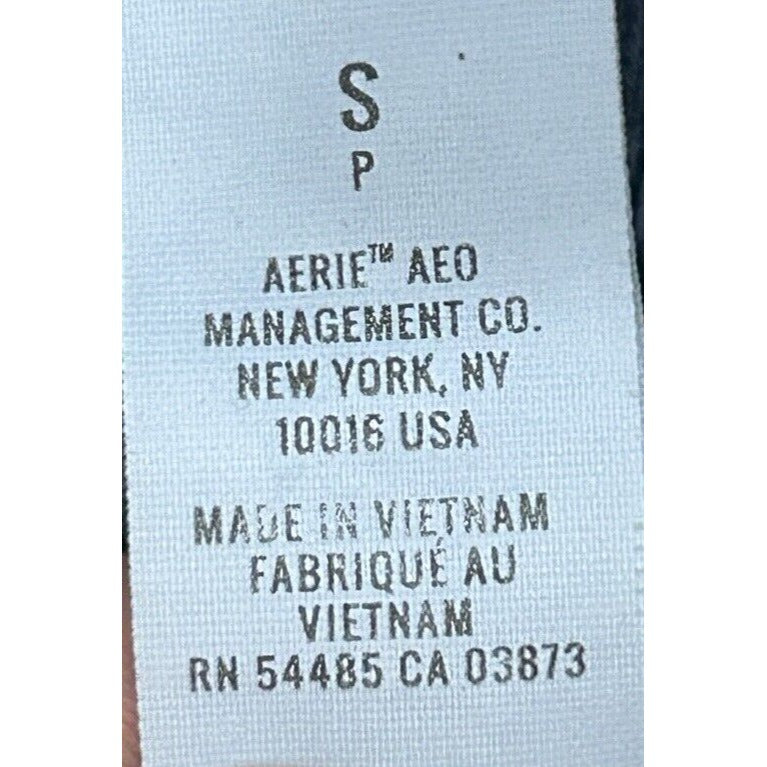 S
P
AERIE™ AEO
MANAGEMENT CO.
NEW YORK, NY
10016 USA
MADE IN VIETNAM
FABRIQUÉ AU
VIETNAM
RN 54485 CA 03873